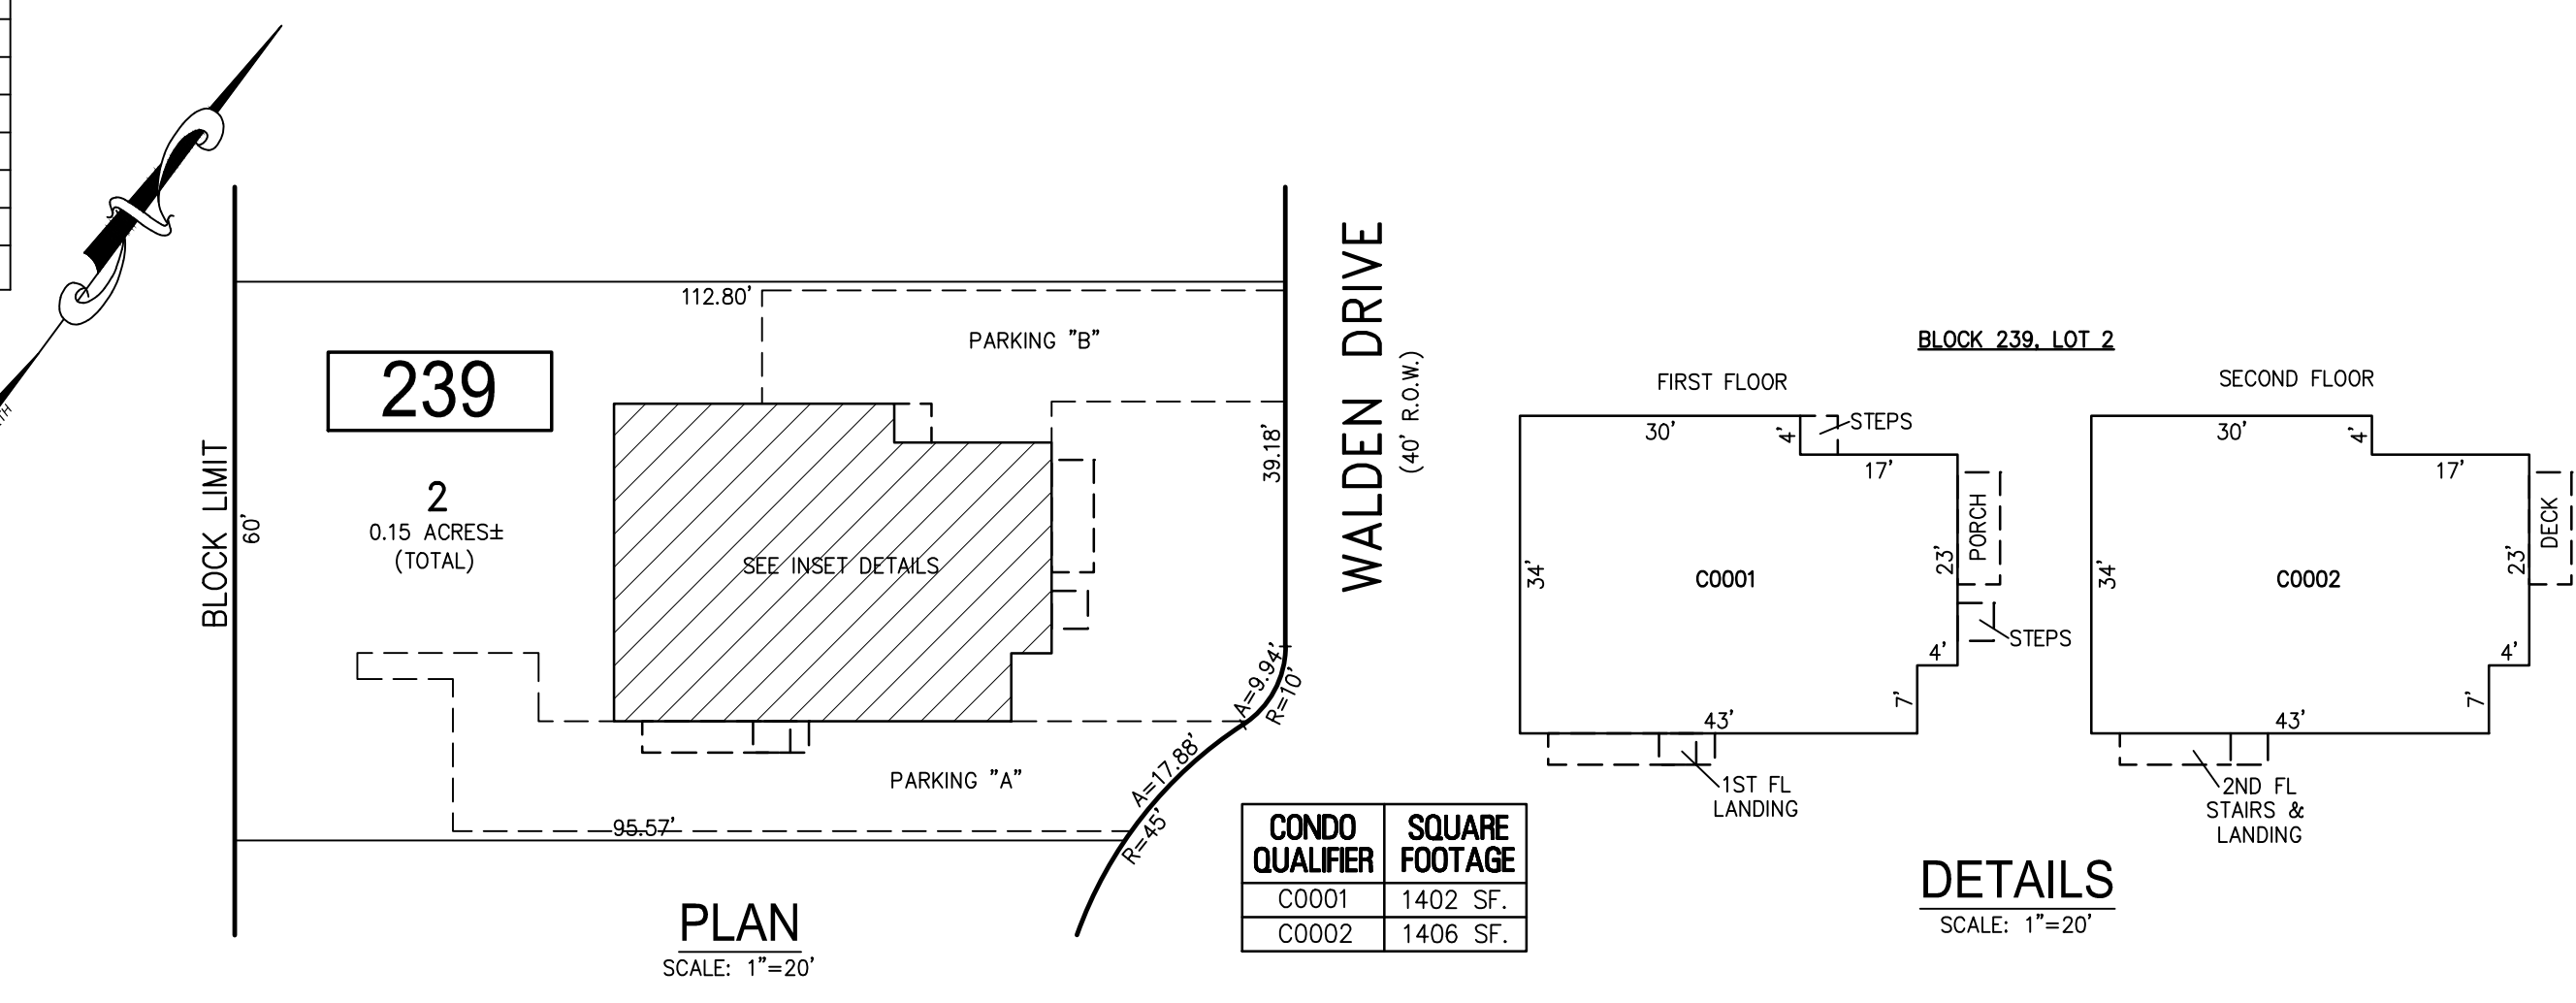 112.80'
PARKING "B"
239
2
0.15 ACRES±
(TOTAL)
BLOCK LIMIT
60'
SEE INSET DETAILS
39.18'
WALDEN DRIVE
(40' R.O.W.)
A=9.94'
R=10'
A=17.88'
R=45'
PARKING "A"
95.57'
PLAN
SCALE: 1"=20'
CONDO QUALIFIER
SQUARE FOOTAGE
C0001 1402 SF.
C0002 1406 SF.
BLOCK 239, LOT 2
FIRST FLOOR
30'
4'
STEPS
17'
34'
C0001
23'
PORCH
STEPS
4'
7'
43'
1ST FL
LANDING
SECOND FLOOR
30'
4'
17'
34'
C0002
23'
DECK
4'
7'
43'
2ND FL
STAIRS &
LANDING
DETAILS
SCALE: 1"=20'